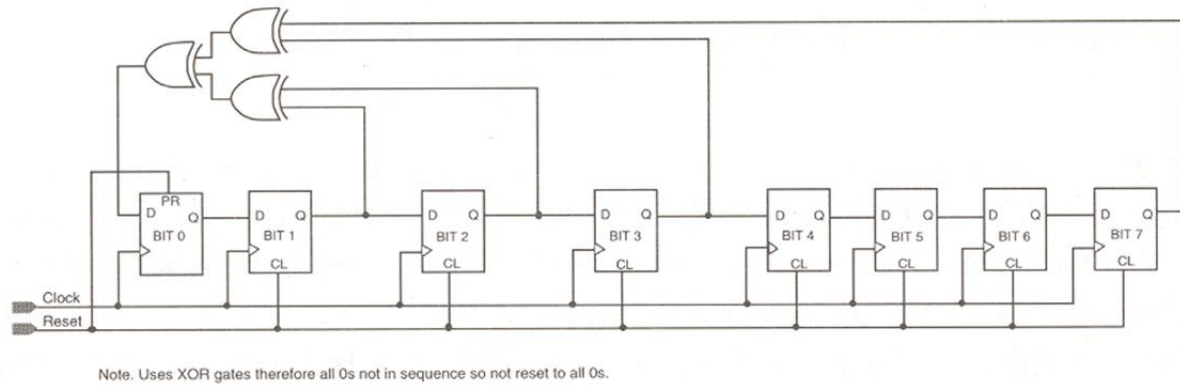 PR
D Q
BIT 0
D Q
BIT 1
CL
D Q
BIT 2
CL
D Q
BIT 3
CL
D Q
BIT 4
CL
D Q
BIT 5
CL
D Q
BIT 6
CL
D Q
BIT 7
CL
Clock
Reset
Note. Uses XOR gates therefore all 0s not in sequence so not reset to all 0s.